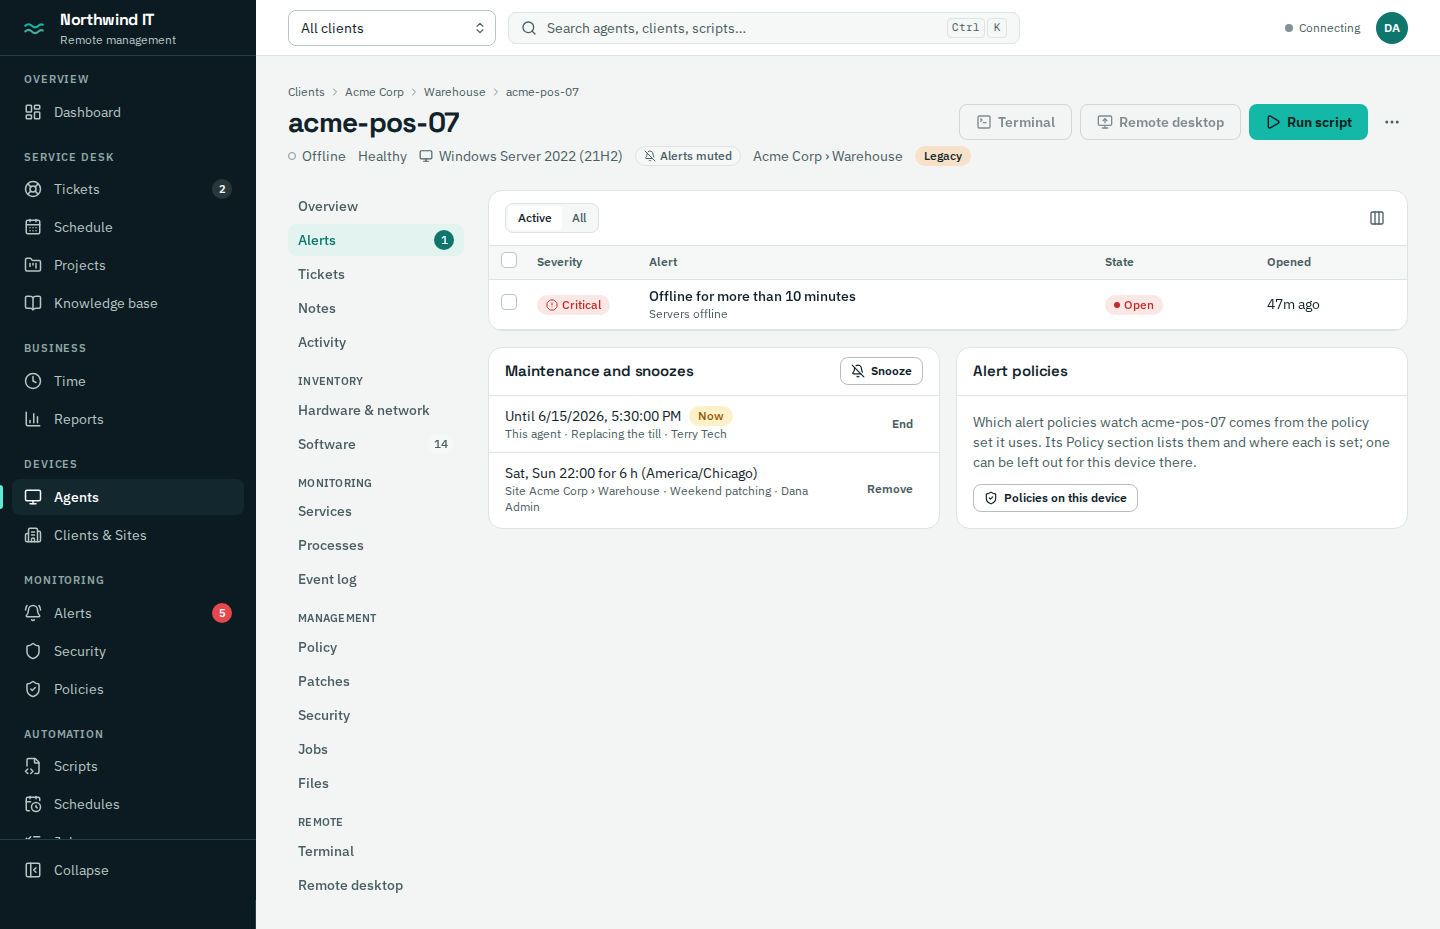 Northwind IT
Remote management
OVERVIEW
Dashboard
SERVICE DESK
Tickets 2
Schedule
Projects
Knowledge base
BUSINESS
Time
Reports
DEVICES
Agents
Clients & Sites
MONITORING
Alerts 5
Security
Policies
AUTOMATION
Scripts
Schedules
Collapse
All clients
Search agents, clients, scripts...
Ctrl K
Connecting
DA
Clients > Acme Corp > Warehouse > acme-pos-07
acme-pos-07
Terminal
Remote desktop
Run script
Offline Healthy Windows Server 2022 (21H2) Alerts muted Acme Corp › Warehouse Legacy
Overview
Alerts 1
Tickets
Notes
Activity
INVENTORY
Hardware & network
Software 14
MONITORING
Services
Processes
Event log
MANAGEMENT
Policy
Patches
Security
Jobs
Files
REMOTE
Terminal
Remote desktop
Active All
Severity Alert State Opened
Critical Offline for more than 10 minutes Open 47m ago
Servers offline
Maintenance and snoozes
Snooze
Until 6/15/2026, 5:30:00 PM Now
This agent · Replacing the till · Terry Tech
End
Sat, Sun 22:00 for 6 h (America/Chicago)
Site Acme Corp › Warehouse · Weekend patching · Dana
Admin
Remove
Alert policies
Which alert policies watch acme-pos-07 comes from the policy
set it uses. Its Policy section lists them and where each is set; one
can be left out for this device there.
Policies on this device